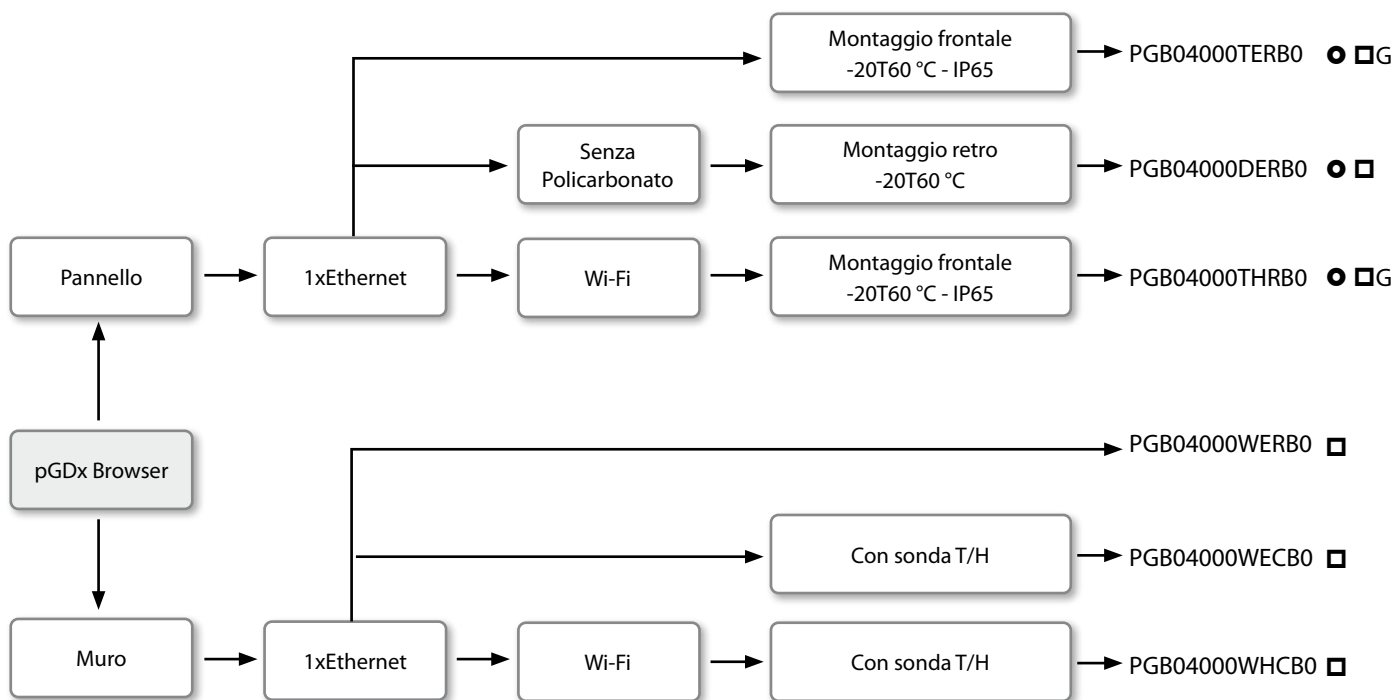 Montaggio frontale
-20T60 °C - IP65
PGB04000TERB0 G
Senza
Policarbonato
Montaggio retro
-20T60 °C
PGB04000DERB0
Pannello
1xEthernet
Wi-Fi
Montaggio frontale
-20T60 °C - IP65
PGB04000THRB0 G
pGDx Browser
PGB04000WERB0
Con sonda T/H
PGB04000WECB0
Muro
1xEthernet
Wi-Fi
Con sonda T/H
PGB04000WHCB0